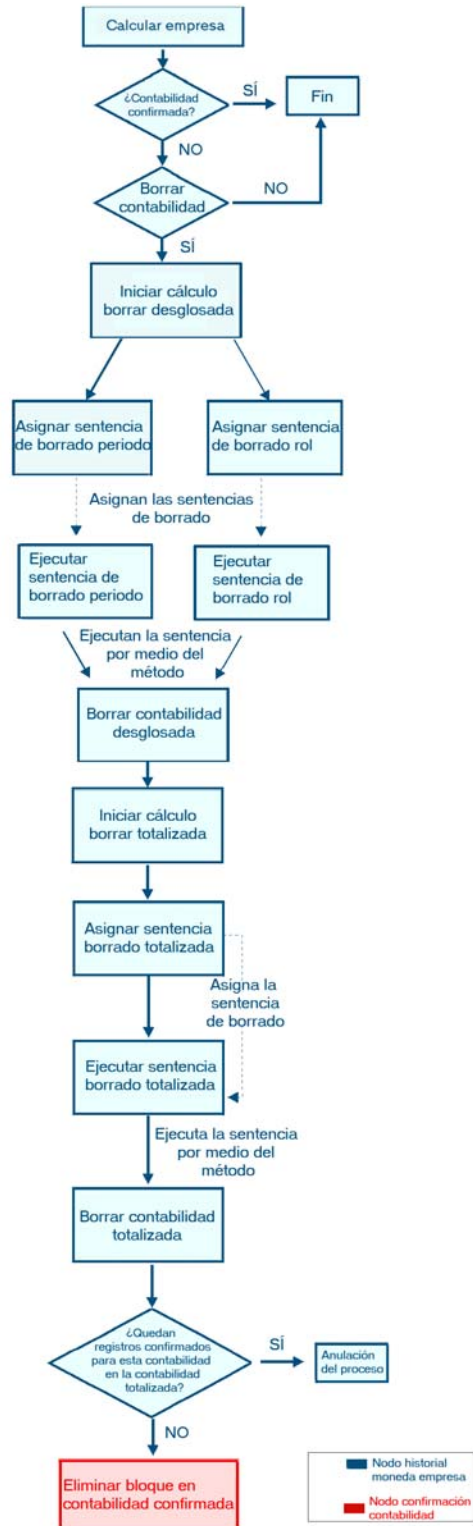 Calcular empresa
¿Contabilidad
confirmada?
SÍ
Fin
NO
Borrar
contabilidad
NO
SÍ
Iniciar cálculo
borrar desglosada
Asignar sentencia
de borrado periodo
Asignar sentencia
de borrado rol
Asignan las sentencias
de borrado
Ejecutar
sentencia de
borrado periodo
Ejecutar
sentencia de
borrado rol
Ejecutan la sentencia
por medio del
método
Borrar contabilidad
desglosada
Iniciar cálculo
borrar totalizada
Asignar sentencia
borrado totalizada
Asigna la
sentencia
de borrado
Ejecutar sentencia
borrado totalizada
Ejecuta la sentencia
por medio del
método
Borrar contabilidad
totalizada
¿Quedan
registros confirmados
para esta contabilidad
en la contabilidad
totalizada?
SÍ
Anulación
del proceso
NO
Eliminar bloque en
contabilidad confirmada
Nodo historial
moneda empresa
Nodo confirmación
contabilidad